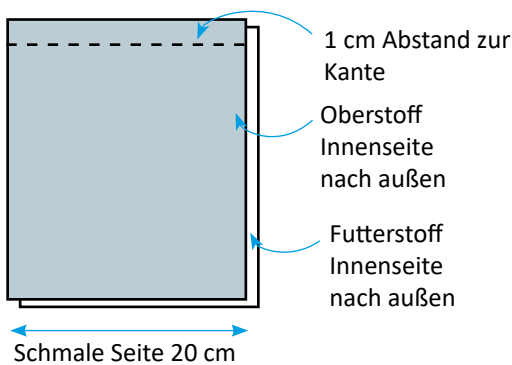 1 cm Abstand zur
Kante
Oberstoff
Innenseite
nach außen
Futterstoff
Innenseite
nach außen
Schmale Seite 20 cm